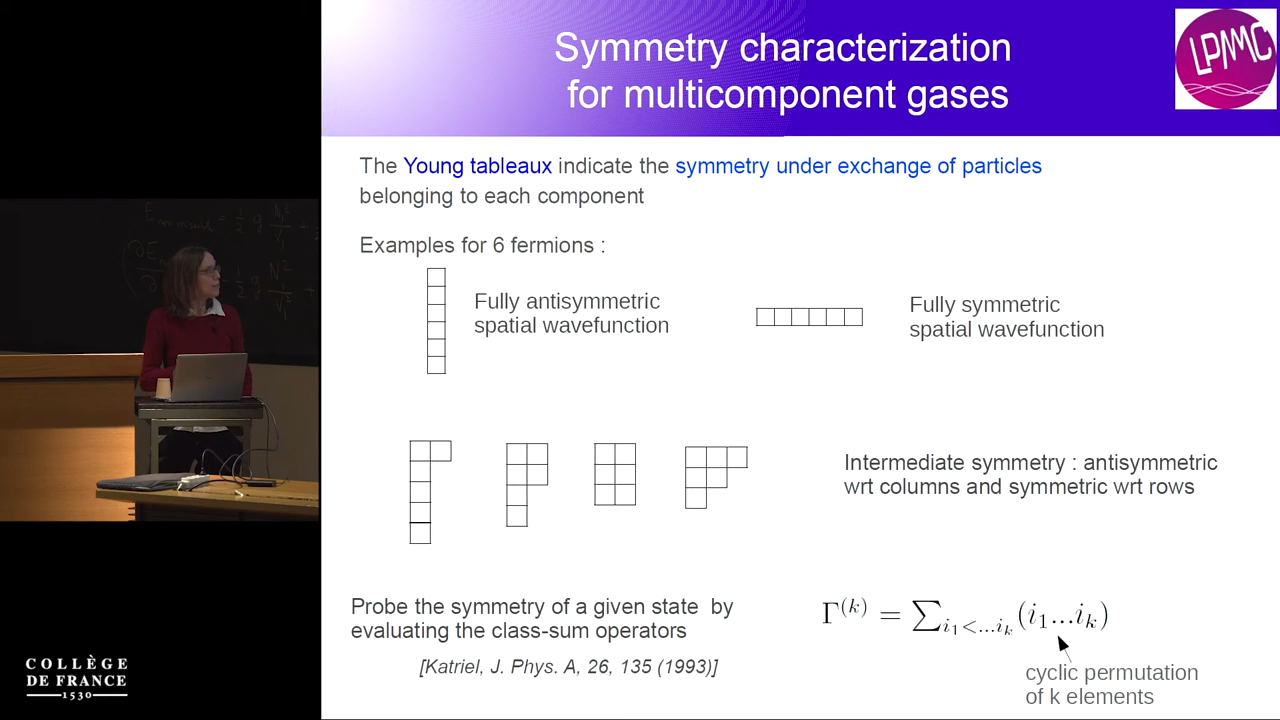 Symmetry characterization
for multicomponent gases
LPMMC
The Young tableaux indicate the symmetry under exchange of particles
belonging to each component
Examples for 6 fermions :
Fully antisymmetric
spatial wavefunction
Fully symmetric
spatial wavefunction
Intermediate symmetry : antisymmetric
wrt columns and symmetric wrt rows
Probe the symmetry of a given state by
evaluating the class-sum operators
Γ^{(k)} = ∑_{i_1<...i_k} (i_1...i_k)
[Katriel, J. Phys. A, 26, 135 (1993)]
cyclic permutation
of k elements
COLLÈGE
DE FRANCE
1530